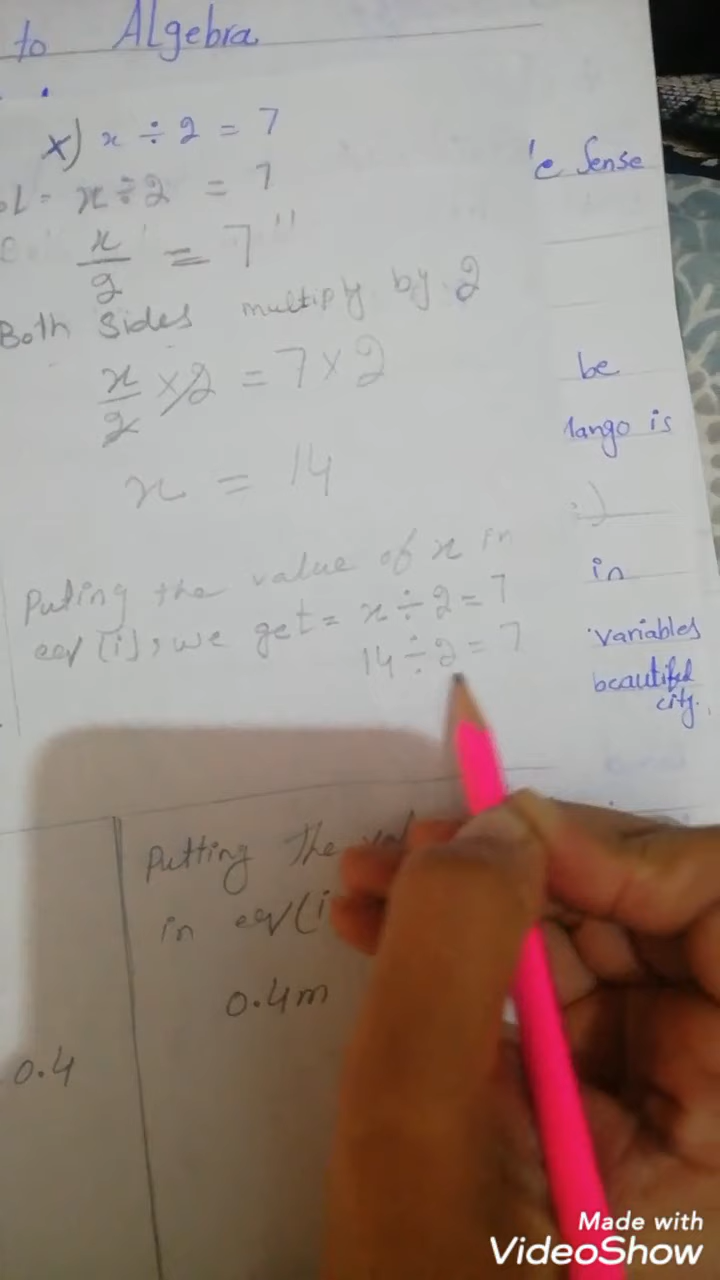 to Algebra
x) x ÷ 2 = 7
x ÷ 2 = 7
x/2 = 7
Both Sides multiply by 2
x/2 × 2 = 7 × 2
x = 14
Puting the value of x in
eq (i), we get = x ÷ 2 = 7
14 ÷ 2 = 7
Putting The
in eq (i
0.4m
0.4
Sense
be
is
in
variables
beautiful
city.
Made with
VideoShow